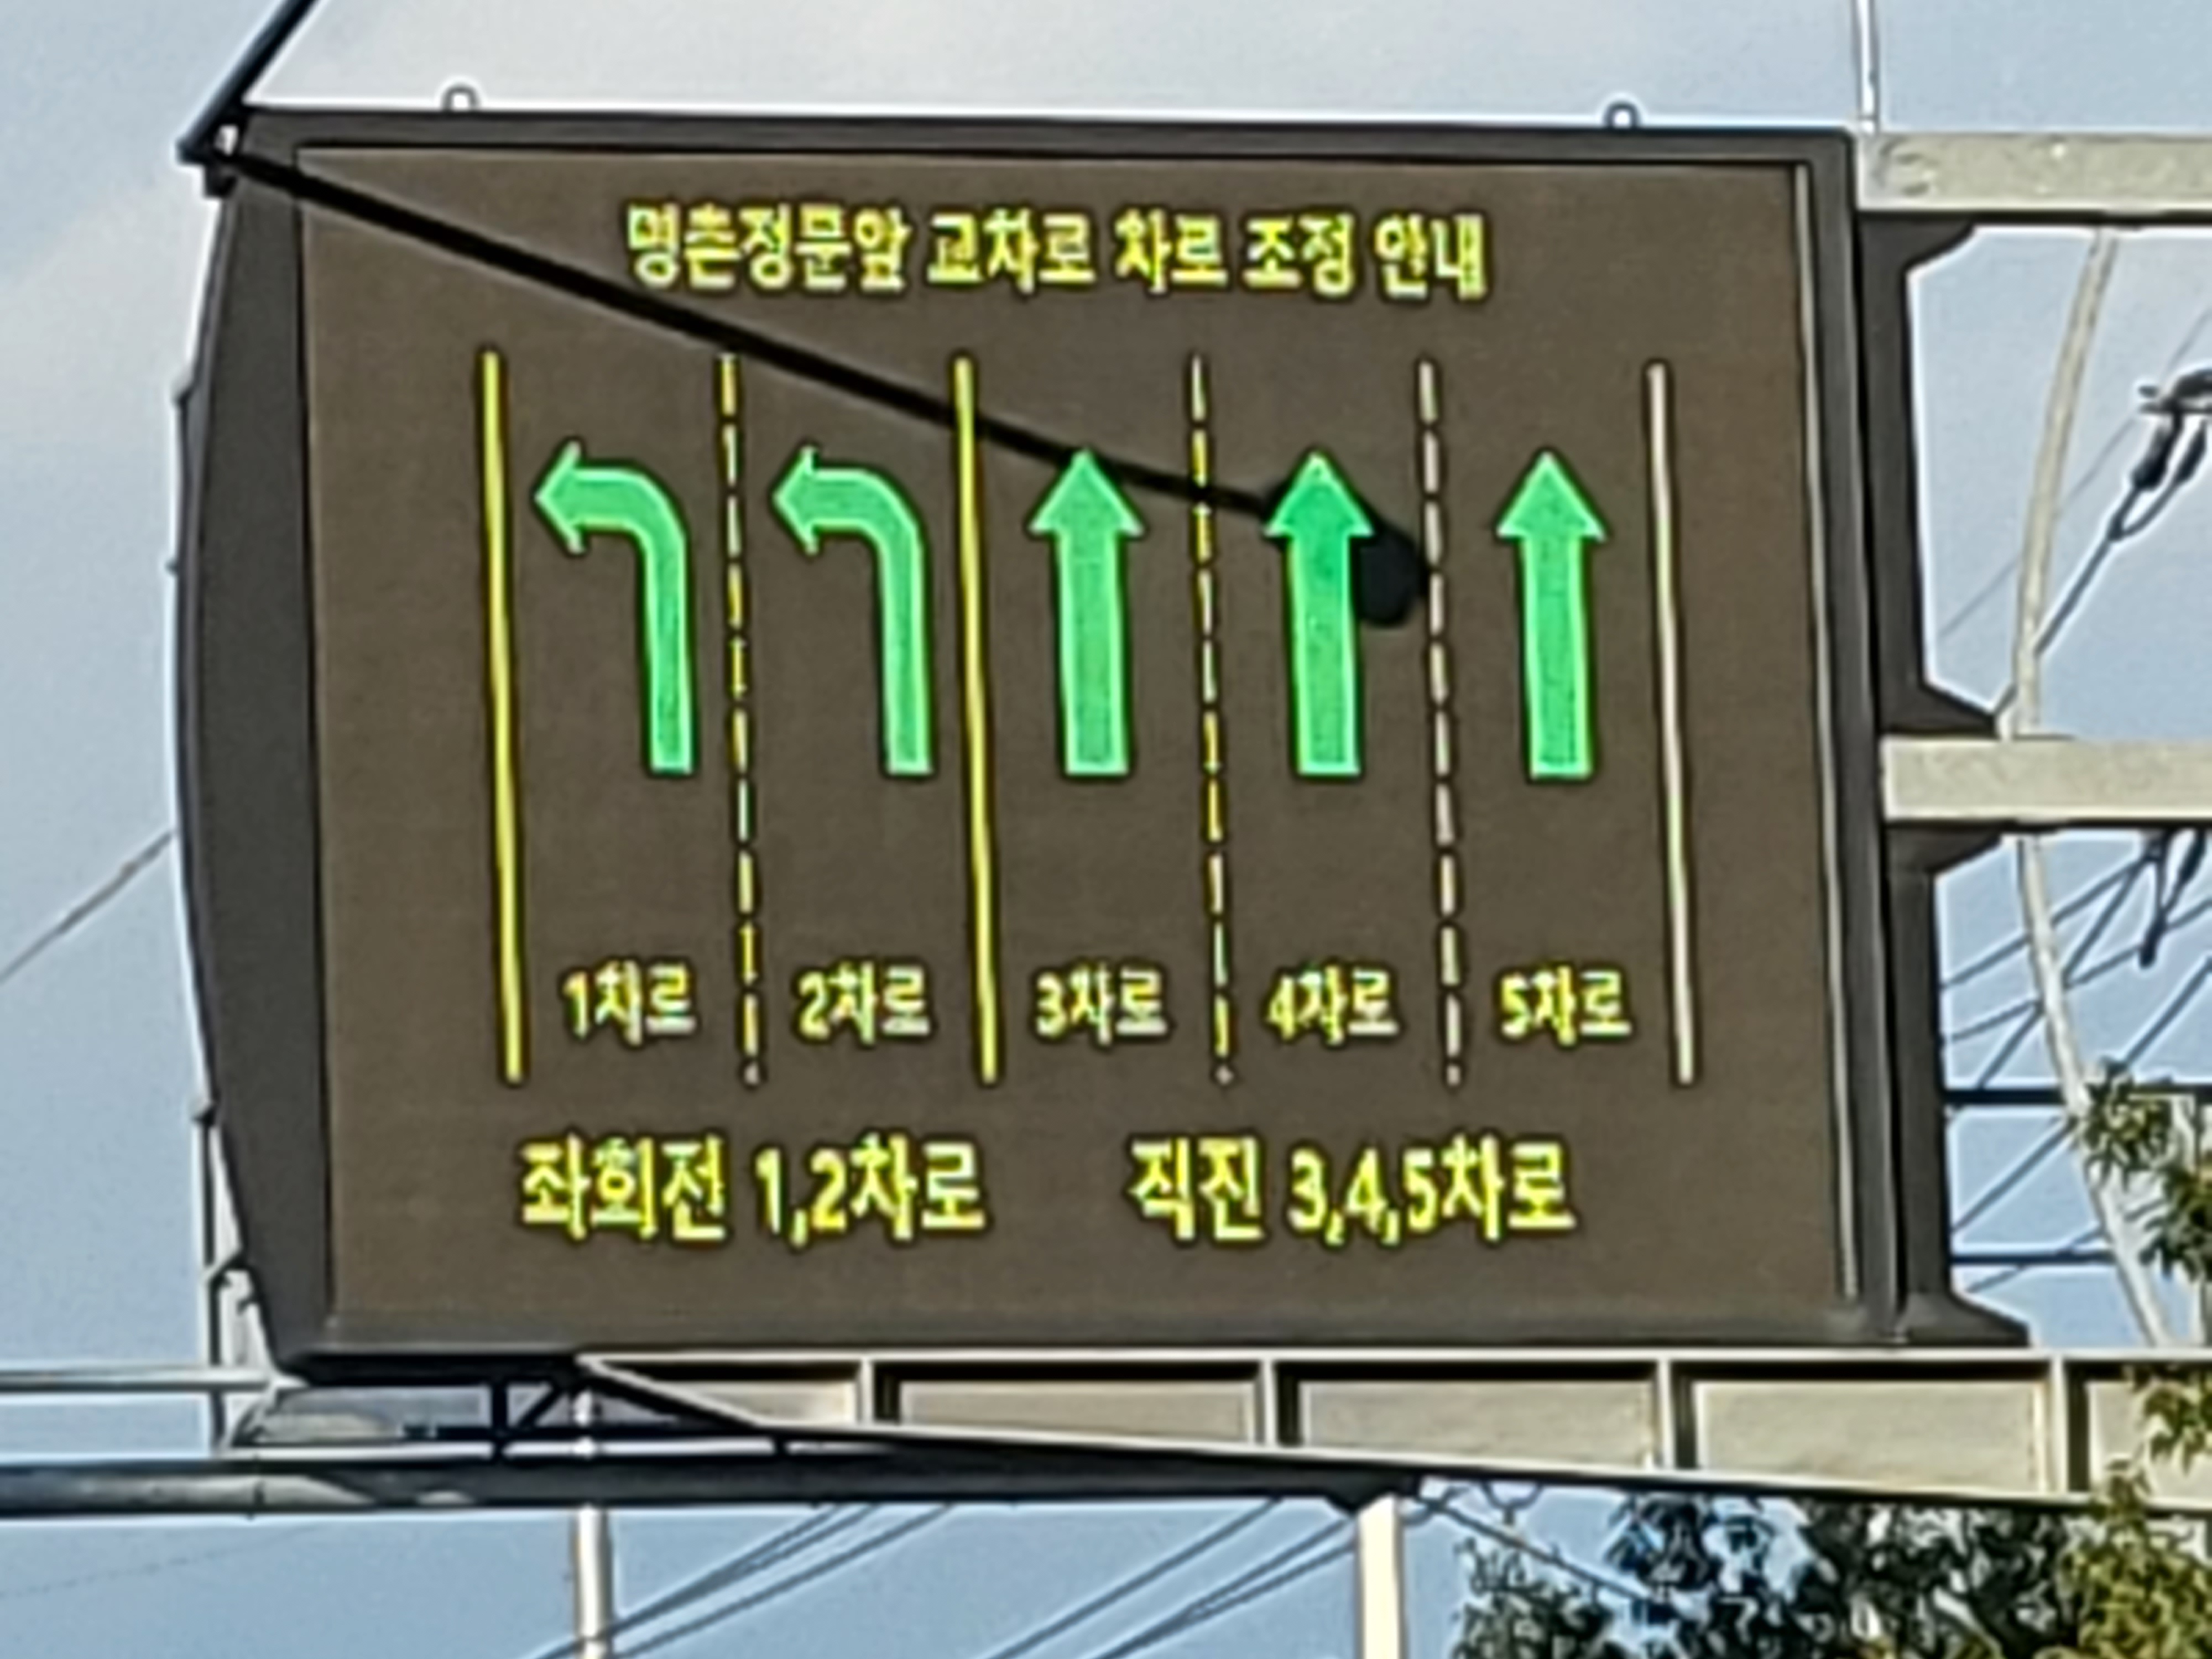 명촌정문앞 교차로 차로 조정 안내
1차로 2차로 3차로 4차로 5차로
좌회전 1,2차로 직진 3,4,5차로